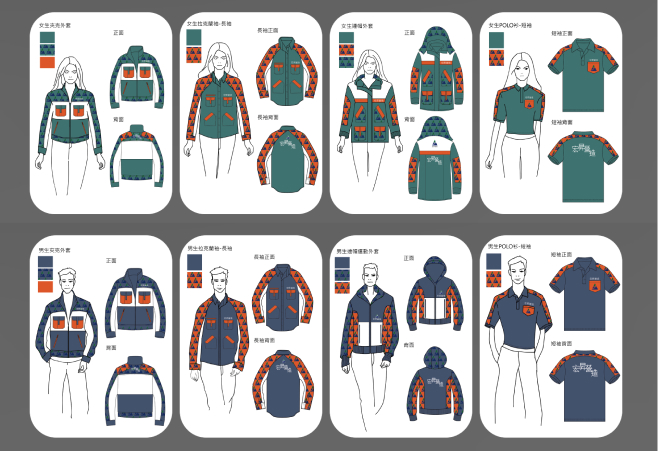 女生夾克外套
正面
背面
女生拉克蘭袖-長袖
長袖正面
長袖背面
女生連帽外套
正面
背面
女生POLO衫-短袖
短袖正面
短袖背面
男生夾克外套
正面
背面
男生拉克蘭袖-長袖
長袖正面
長袖背面
男生連帽運動外套
正面
背面
男生POLO衫-短袖
短袖正面
短袖背面